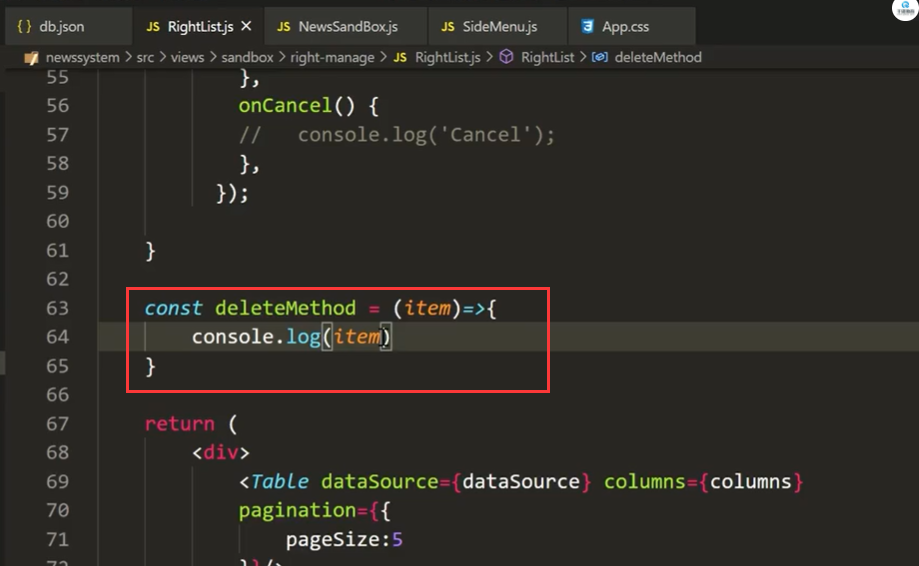 {} db.json JS RightList.js × JS NewsSandBox.js JS SideMenu.js App.css
newssystem > src > views > sandbox > right-manage > JS RightList.js > RightList > deleteMethod
55 },
56 onCancel() {
57 //   console.log('Cancel');
58 },
59 });
60
61 }
62
63 const deleteMethod = (item)=>{
64 console.log(item)
65 }
66
67 return (
68 <div>
69 <Table dataSource={dataSource} columns={columns}
70 pagination={{
71 pageSize:5